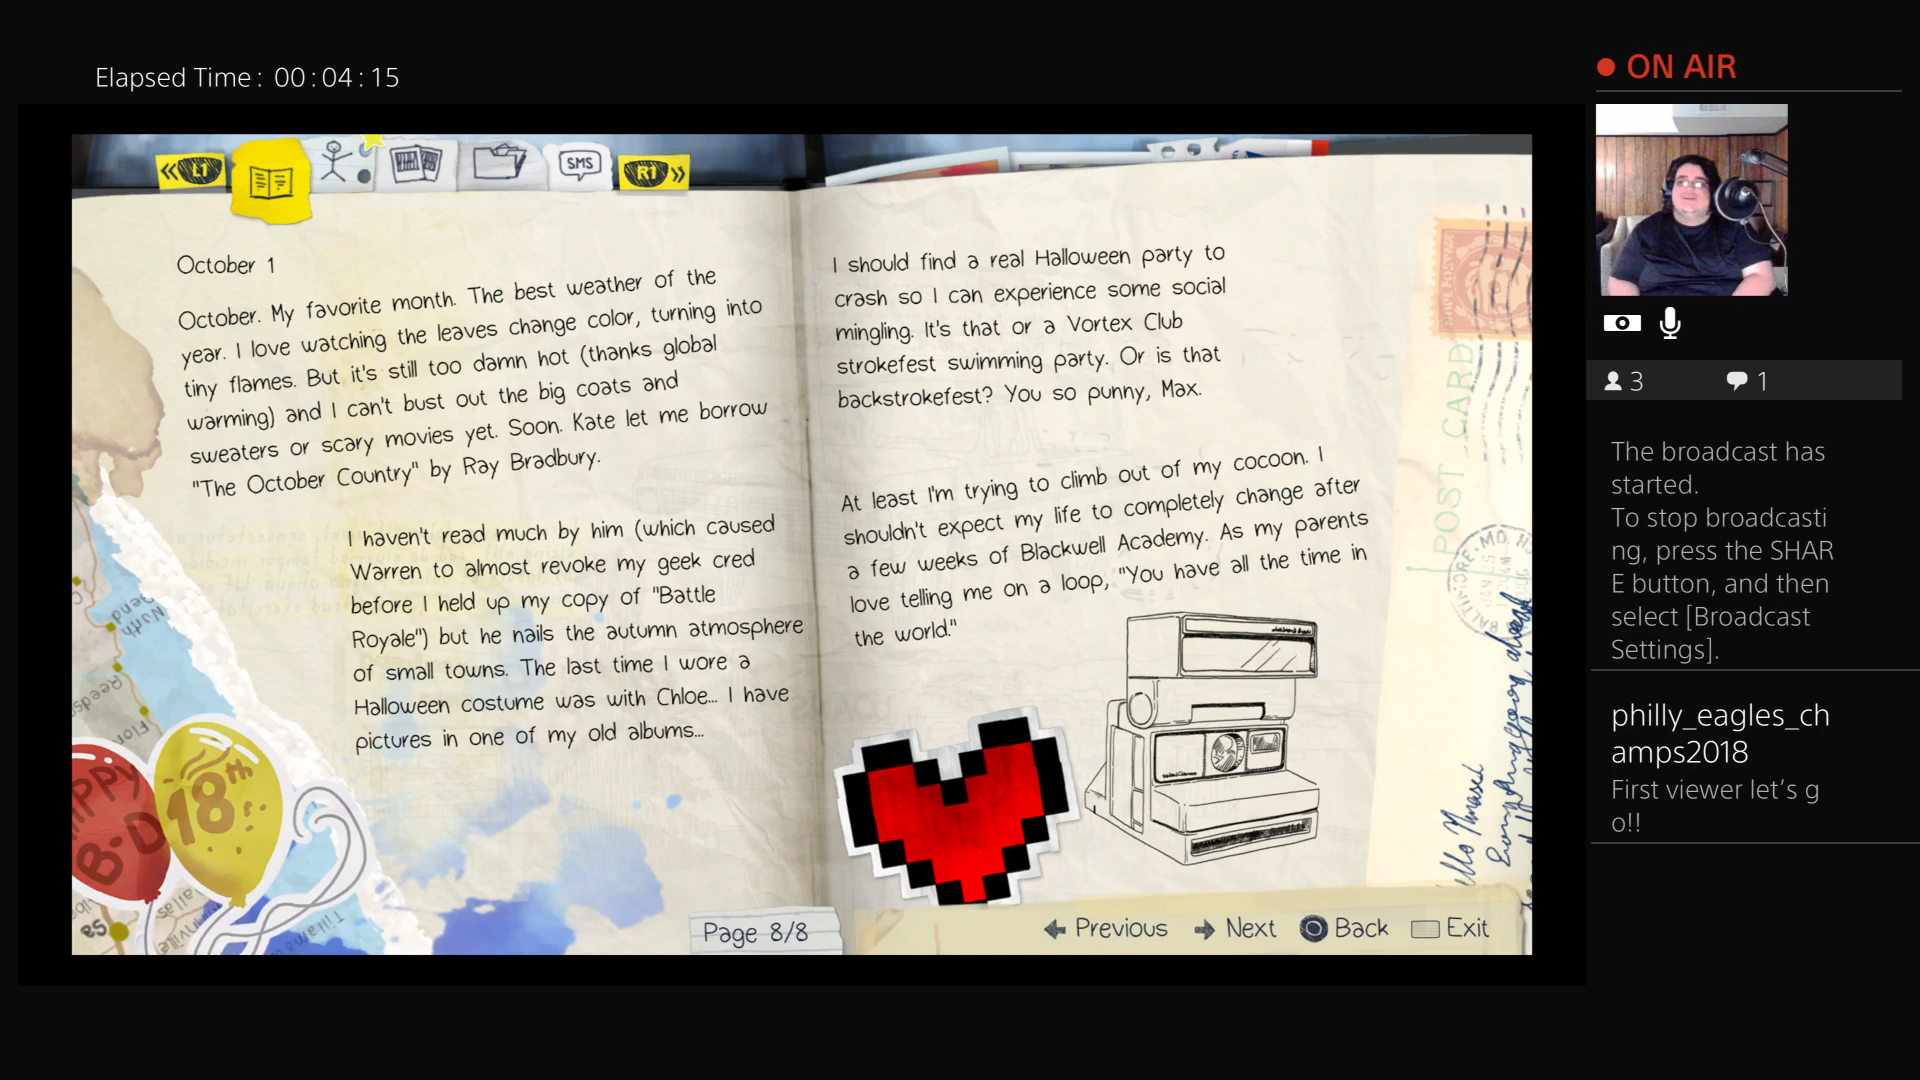 Elapsed Time: 00:04:15
ON AIR
L1
SMS
R1
October 1
October. My favorite month. The best weather of the
year. I love watching the leaves change color, turning into
tiny flames. But it's still too damn hot (thanks global
warming) and I can't bust out the big coats and
sweaters or scary movies yet. Soon. Kate let me borrow
"The October Country" by Ray Bradbury.
I haven't read much by him (which caused
Warren to almost revoke my geek cred
before I held up my copy of "Battle
Royale") but he nails the autumn atmosphere
of small towns. The last time I wore a
Halloween costume was with Chloe... I have
pictures in one of my old albums...
I should find a real Halloween party to
crash so I can experience some social
mingling. It's that or a Vortex Club
strokefest swimming party. Or is that
backstrokefest? You so punny, Max.
At least I'm trying to climb out of my cocoon. I
shouldn't expect my life to completely change after
a few weeks of Blackwell Academy. As my parents
love telling me on a loop, "You have all the time in
the world."
POST CARD
BALTIMORE, MD.
North
Bend
18th
B-D
Page 8/8
Previous
Next
Back
Exit
3
1
The broadcast has
started.
To stop broadcasti
ng, press the SHAR
E button, and then
select [Broadcast
Settings].
philly_eagles_ch
amps2018
First viewer let's g
o!!